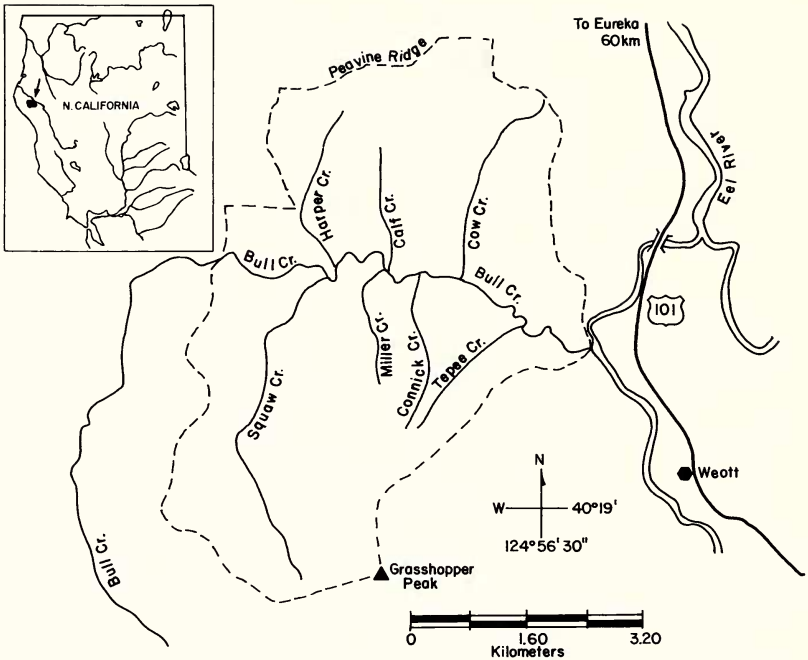 To Eureka
60km
Peavine Ridge
N. CALIFORNIA
Eel River
Harper Cr.
Calf Cr.
Cow Cr.
Bull Cr.
Bull Cr.
101
Miller Cr.
Connick Cr.
Tepee Cr.
Squaw Cr.
N
Weott
W
40°19'
124°56'30"
Bull Cr.
Grasshopper
Peak
0
1.60
3.20
Kilometers